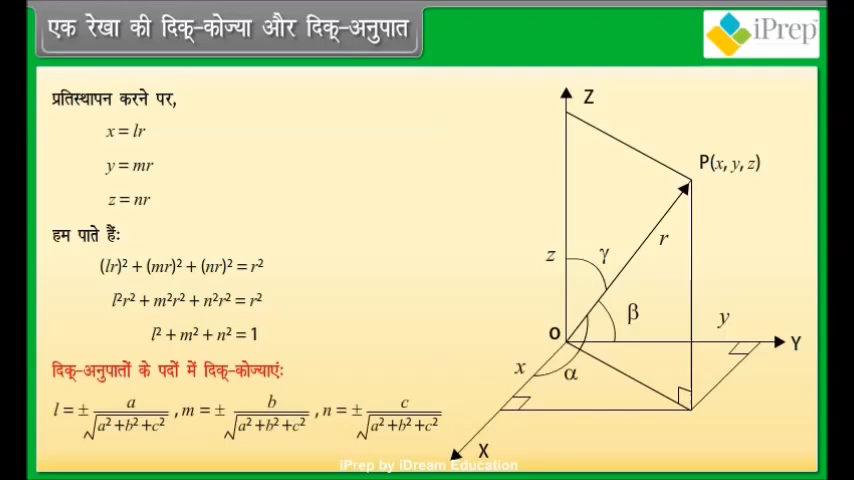 एक रेखा की दिक्-कोज्या और दिक्-अनुपात
iPrep
प्रतिस्थापन करने पर,
x = lr
y = mr
z = nr
हम पाते हैं:
(lr)² + (mr)² + (nr)² = r²
l²r² + m²r² + n²r² = r²
l² + m² + n² = 1
दिक्-अनुपातों के पदों में दिक्-कोज्याएं:
l = ± a/√(a²+b²+c²) , m = ± b/√(a²+b²+c²) , n = ± c/√(a²+b²+c²)
Z
P(x, y, z)
r
z
γ
β
y
O
Y
x
α
X
iPrep by iDream Education